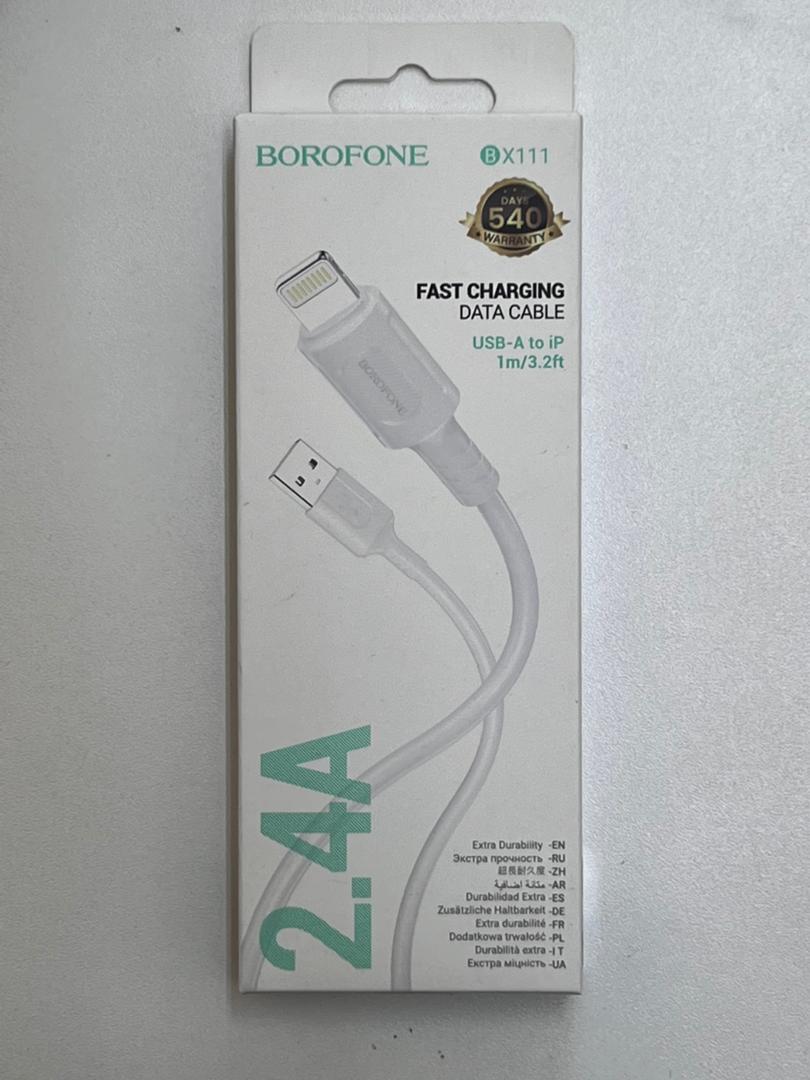 BOROFONE
BX111
DAYS
540
WARRANTY
FAST CHARGING
DATA CABLE
USB-A to iP
1m/3.2ft
BOROFONE
2.4A
Extra Durability -EN
Экстра прочность -RU
超長耐久度 -ZH
متانة إضافية -AR
Durabilidad Extra -ES
Zusätzliche Haltbarkeit -DE
Extra durabilité -FR
Dodatkowa trwałość -PL
Durabilità extra -IT
Екстра міцність -UA